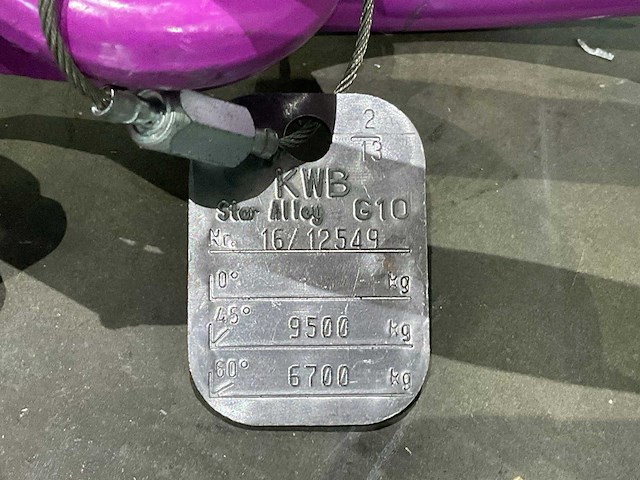 2
13
KWB
Star Alloy G10
Nr. 16/12549
0° kg
45° 9500 kg
60° 6700 kg